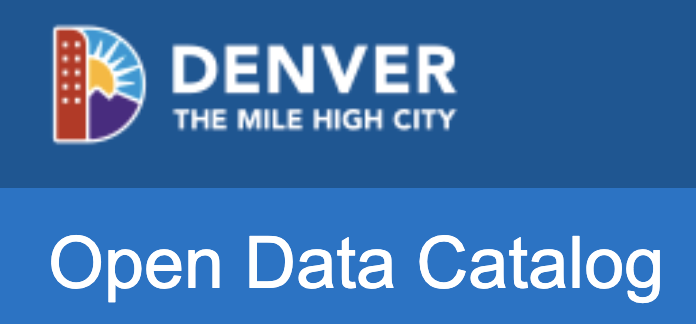 DENVER
THE MILE HIGH CITY
Open Data Catalog